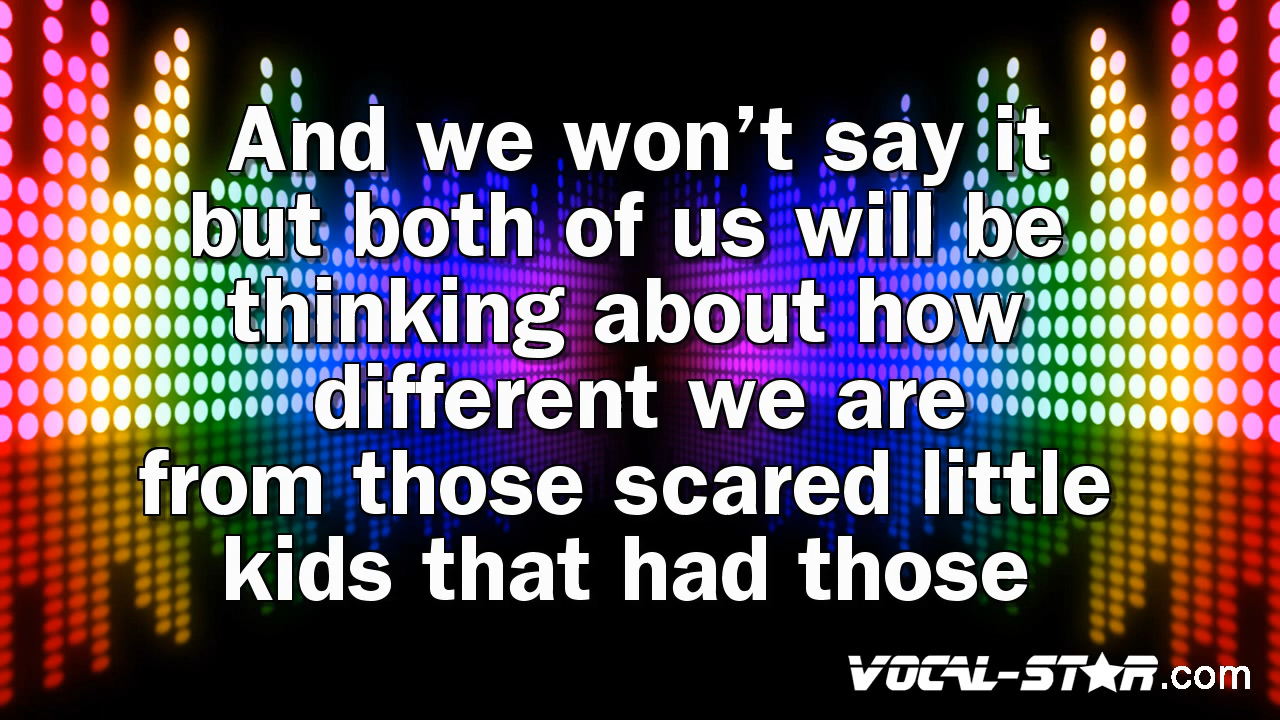 And we won’t say it
but both of us will be
thinking about how
different we are
from those scared little
kids that had those
VOCAL-STAR.com